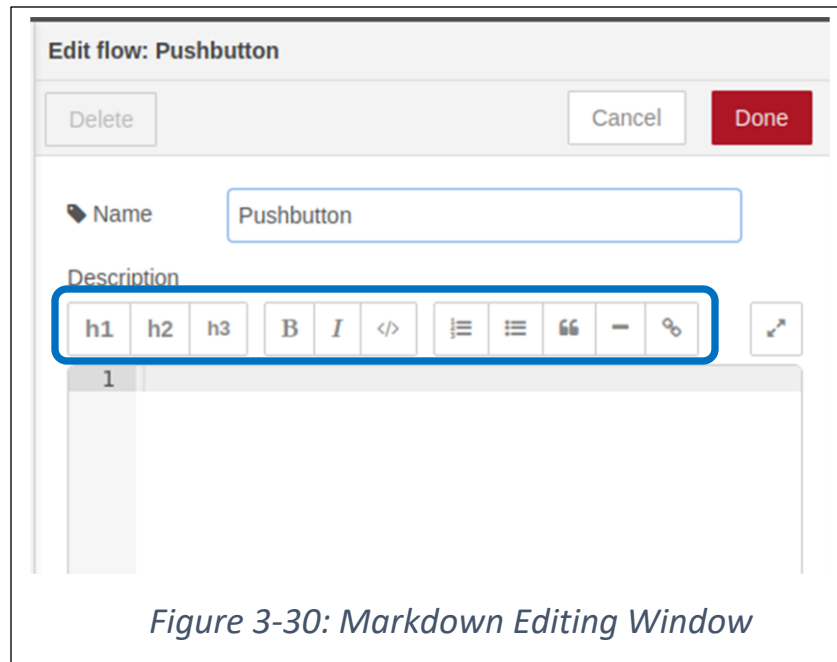 Edit flow: Pushbutton
Delete Cancel Done
Name Pushbutton
Description
h1 h2 h3 B I </>
1
Figure 3-30: Markdown Editing Window